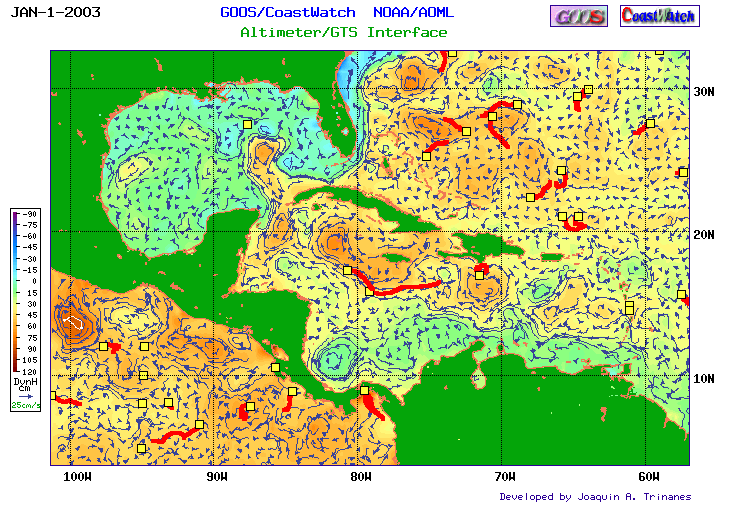 JAN-1-2003
GOOS/CoastWatch NOAA/AOML
Altimeter/GTS Interface
GOOS
CoastWatch
30N
20N
10N
-90
-75
-60
-45
-30
-15
0
15
30
45
60
75
90
105
120
DynH
cm
25cm/s
100W
90W
80W
70W
60W
Developed by Joaquin A. Trinanes